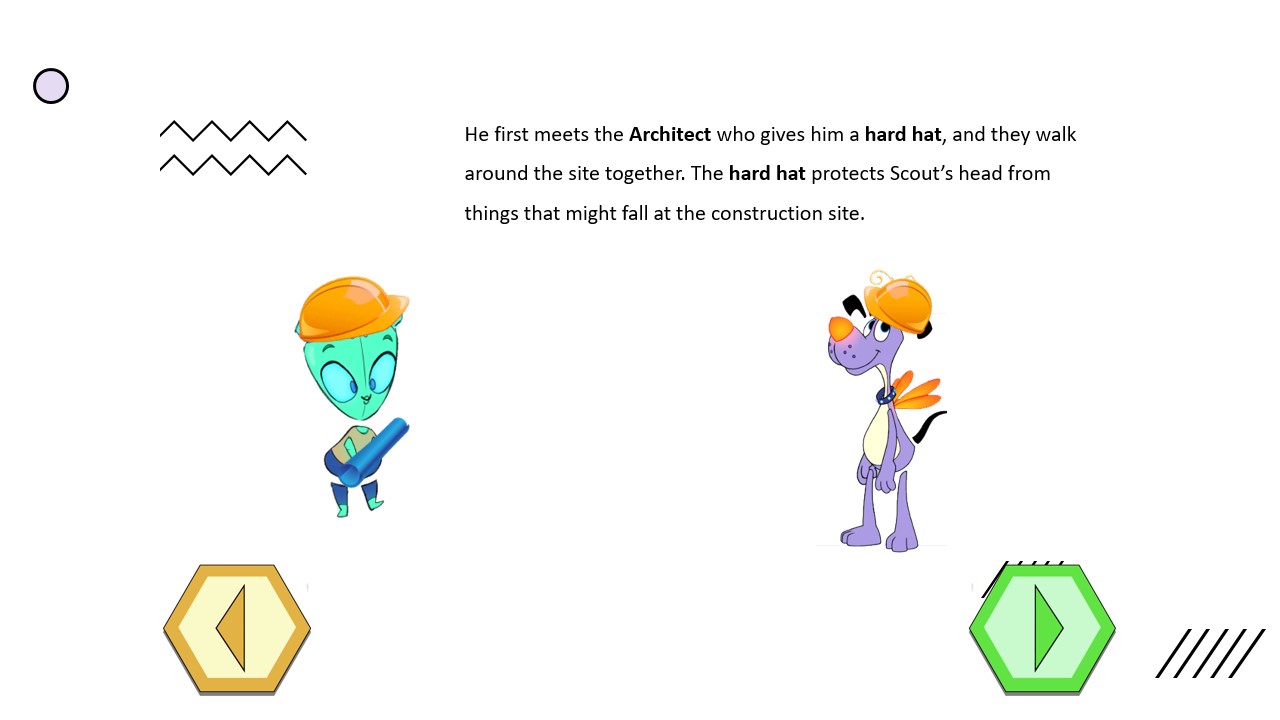 He first meets the Architect who gives him a hard hat, and they walk
around the site together. The hard hat protects Scout’s head from
things that might fall at the construction site.